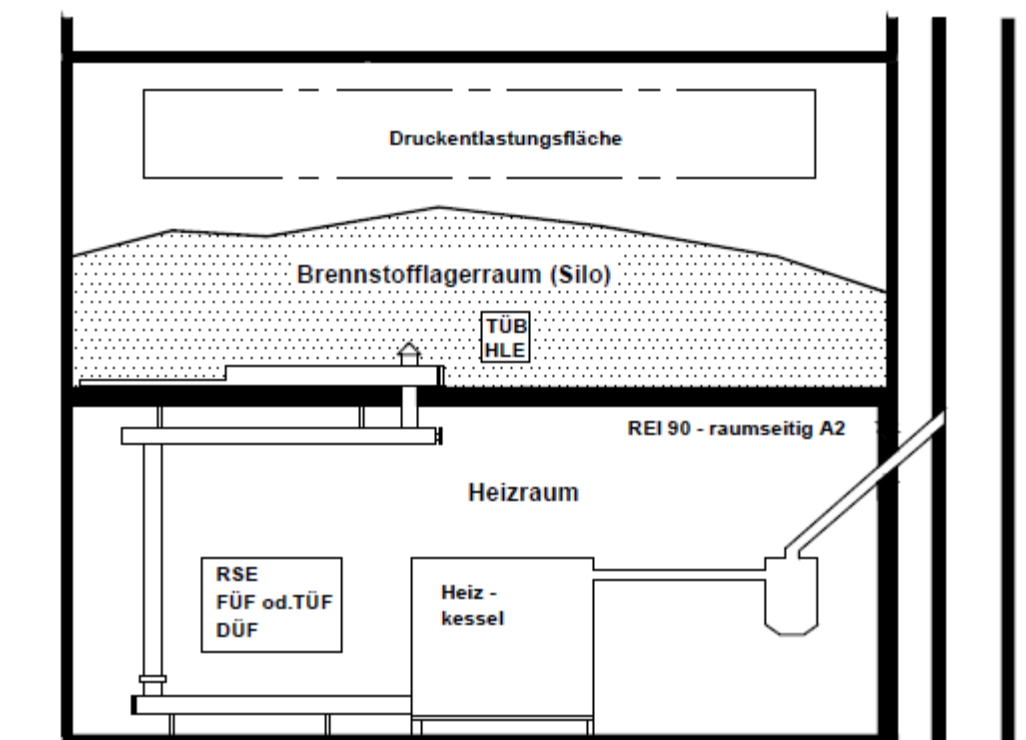 Druckentlastungsfläche
Brennstofflagerraum (Silo)
TÜB
HLE
REI 90 - raumseitig A2
Heizraum
RSE
FÜF od.TÜF
DÜF
Heiz -
kessel